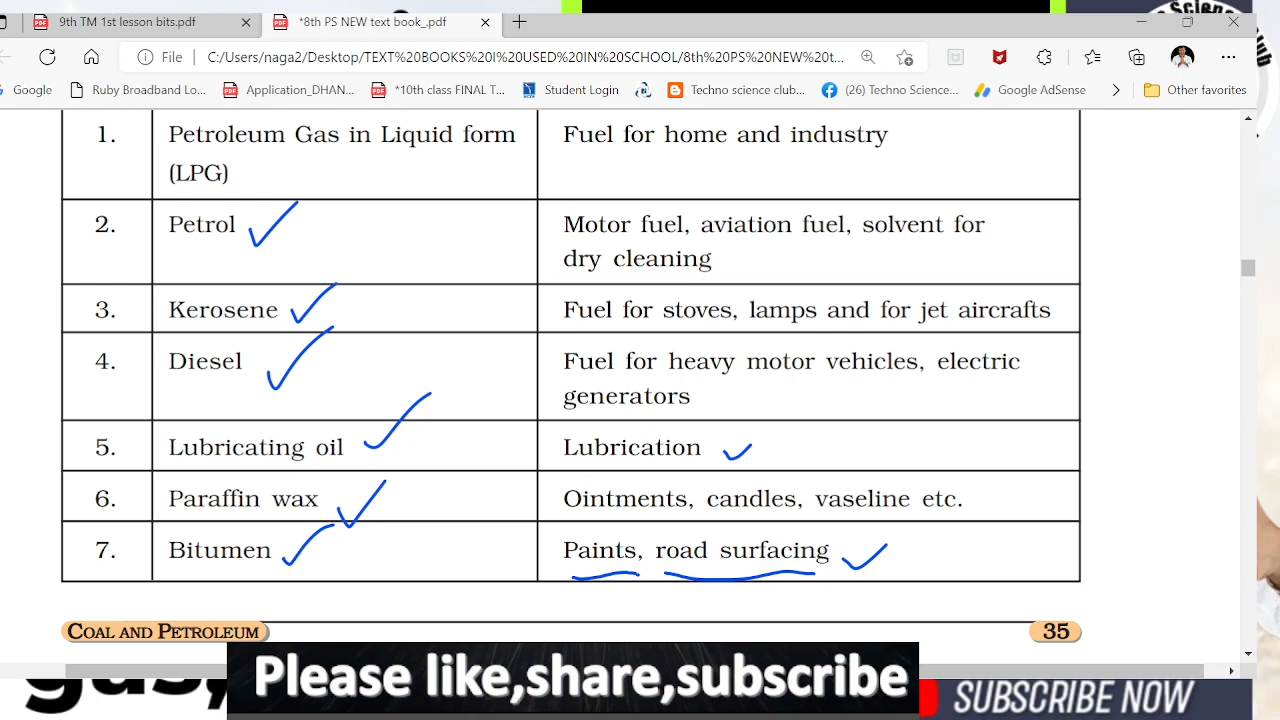 9th TM 1st lesson bits.pdf
*8th PS NEW text book_.pdf
File
C:/Users/naga2/Desktop/TEXT%20BOOKS%20I%20USED%20IN%20SCHOOL/8th%20PS%20NEW%20t...
Google
Ruby Broadband Lo...
Application_DHAN...
*10th class FINAL T...
Student Login
Techno science club...
(26) Techno Science...
Google AdSense
Other favorites
1. Petroleum Gas in Liquid form Fuel for home and industry
(LPG)
2. Petrol Motor fuel, aviation fuel, solvent for
dry cleaning
3. Kerosene Fuel for stoves, lamps and for jet aircrafts
4. Diesel Fuel for heavy motor vehicles, electric
generators
5. Lubricating oil Lubrication
6. Paraffin wax Ointments, candles, vaseline etc.
7. Bitumen Paints, road surfacing
COAL AND PETROLEUM 35
Please like,share,subscribe
SUBSCRIBE NOW